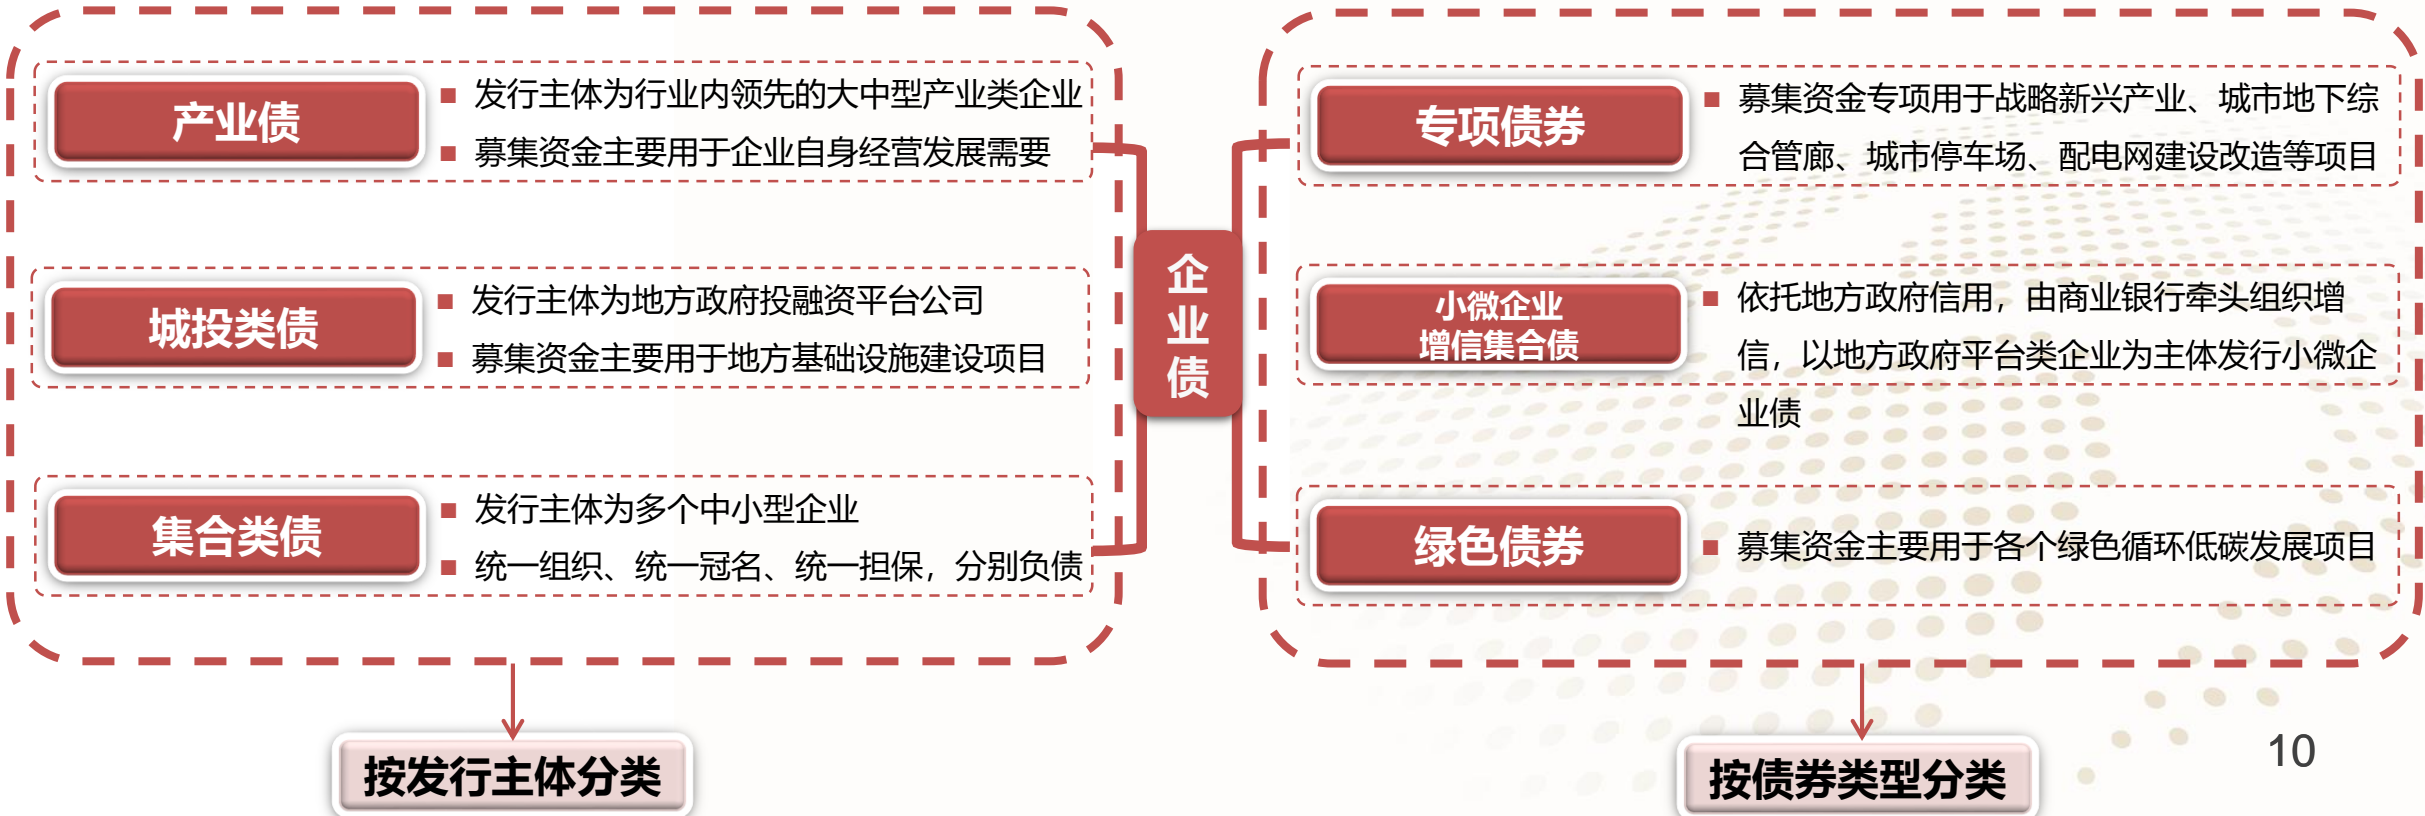 产业债
■ 发行主体为行业内领先的大中型产业类企业
■ 募集资金主要用于企业自身经营发展需要
城投类债
■ 发行主体为地方政府投融资平台公司
■ 募集资金主要用于地方基础设施建设项目
集合类债
■ 发行主体为多个中小型企业
■ 统一组织、统一冠名、统一担保，分别负债
按发行主体分类
企
业
债
专项债券
■ 募集资金专项用于战略新兴产业、城市地下综
合管廊、城市停车场、配电网建设改造等项目
小微企业
增信集合债
■ 依托地方政府信用，由商业银行牵头组织增
信，以地方政府平台类企业为主体发行小微企
业债
绿色债券
■ 募集资金主要用于各个绿色循环低碳发展项目
按债券类型分类
10